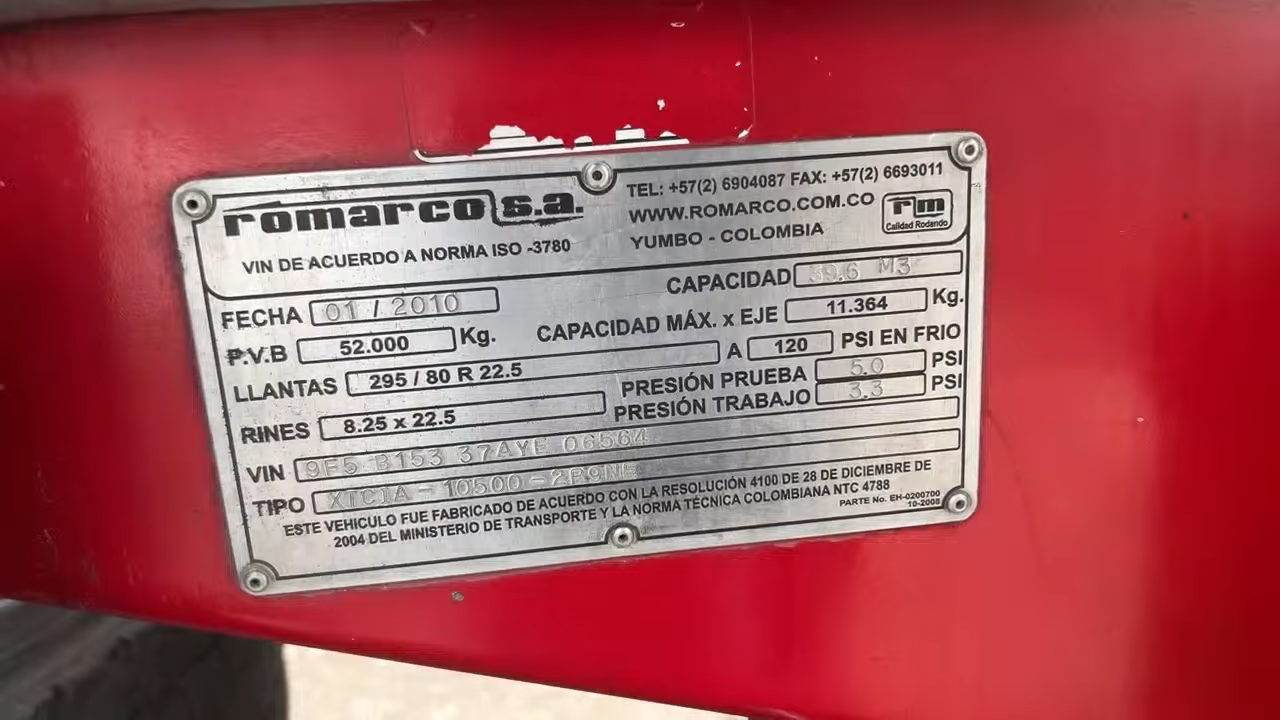 romarco s.a.
VIN DE ACUERDO A NORMA ISO -3780
TEL: +57(2) 6904087 FAX: +57(2) 6693011
WWW.ROMARCO.COM.CO
YUMBO - COLOMBIA
rm
Calidad Rodando
FECHA 01 / 2010
CAPACIDAD 39.6 M3
P.V.B 52.000 Kg.
CAPACIDAD MÁX. x EJE 11.364 Kg.
LLANTAS 295 / 80 R 22.5 A 120 PSI EN FRIO
RINES 8.25 x 22.5
PRESIÓN PRUEBA 5.0 PSI
PRESIÓN TRABAJO 3.3 PSI
VIN 9F5 B153 37AYE 06564
TIPO
ESTE VEHICULO FUE FABRICADO DE ACUERDO CON LA RESOLUCIÓN 4100 DE 28 DE DICIEMBRE DE
2004 DEL MINISTERIO DE TRANSPORTE Y LA NORMA TÉCNICA COLOMBIANA NTC 4788
PARTE No. EH-0200700
10-2008